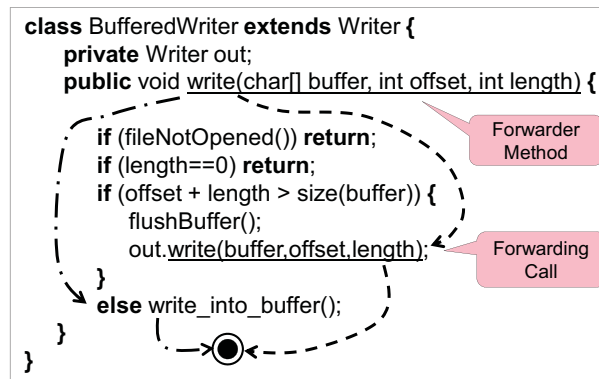 class BufferedWriter extends Writer {
private Writer out;
public void write(char[] buffer, int offset, int length) {
Forwarder
Method
if (fileNotOpened()) return;
if (length==0) return;
if (offset + length > size(buffer)) {
flushBuffer();
out.write(buffer,offset,length);
Forwarding
Call
}
else write_into_buffer();
}
}